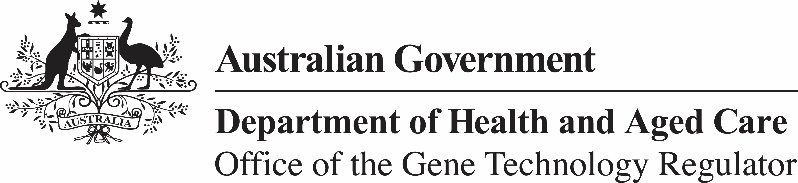 AUSTRALIA
Australian Government
Department of Health and Aged Care
Office of the Gene Technology Regulator